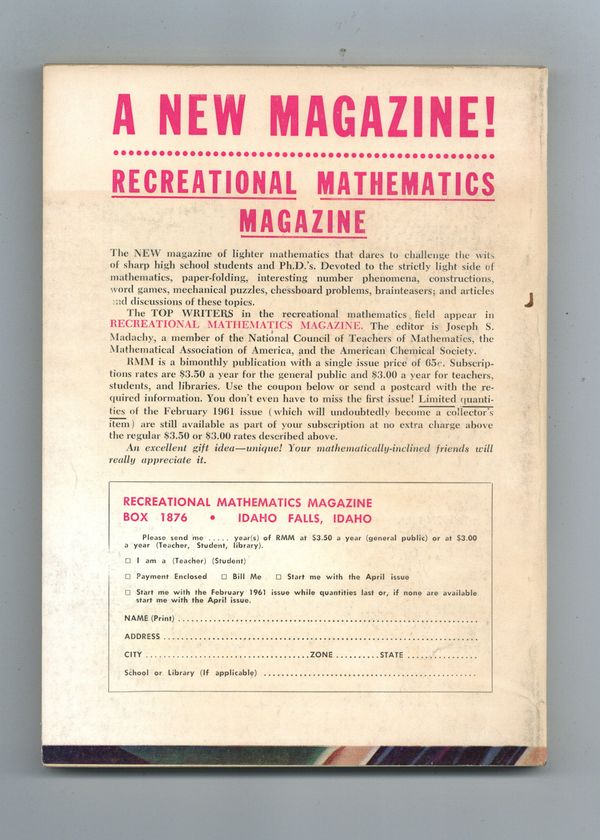 A NEW MAGAZINE!
RECREATIONAL MATHEMATICS
MAGAZINE
The NEW magazine of lighter mathematics that dares to challenge the wits
of sharp high school students and Ph.D.'s. Devoted to the strictly light side of
mathematics, paper-folding, interesting number phenomena, constructions,
word games, mechanical puzzles, chessboard problems, brainteasers; and articles
and discussions of these topics.
The TOP WRITERS in the recreational mathematics field appear in
RECREATIONAL MATHEMATICS MAGAZINE. The editor is Joseph S.
Madachy, a member of the National Council of Teachers of Mathematics, the
Mathematical Association of America, and the American Chemical Society.
RMM is a bimonthly publication with a single issue price of 65c. Subscrip-
tions rates are $3.50 a year for the general public and $3.00 a year for teachers,
students, and libraries. Use the coupon below or send a postcard with the re-
quired information. You don't even have to miss the first issue! Limited quanti-
ties of the February 1961 issue (which will undoubtedly become a collector's
item) are still available as part of your subscription at no extra charge above
the regular $3.50 or $3.00 rates described above.
An excellent gift idea—unique! Your mathematically-inclined friends will
really appreciate it.
RECREATIONAL MATHEMATICS MAGAZINE
BOX 1876 • IDAHO FALLS, IDAHO
Please send me ..... year(s) of RMM at $3.50 a year (general public) or at $3.00
a year (Teacher, Student, library).
□ I am a (Teacher) (Student)
□ Payment Enclosed □ Bill Me □ Start me with the April issue
□ Start me with the February 1961 issue while quantities last or, if none are available
start me with the April issue.
NAME (Print)
ADDRESS
CITY ZONE STATE
School or Library (If applicable)